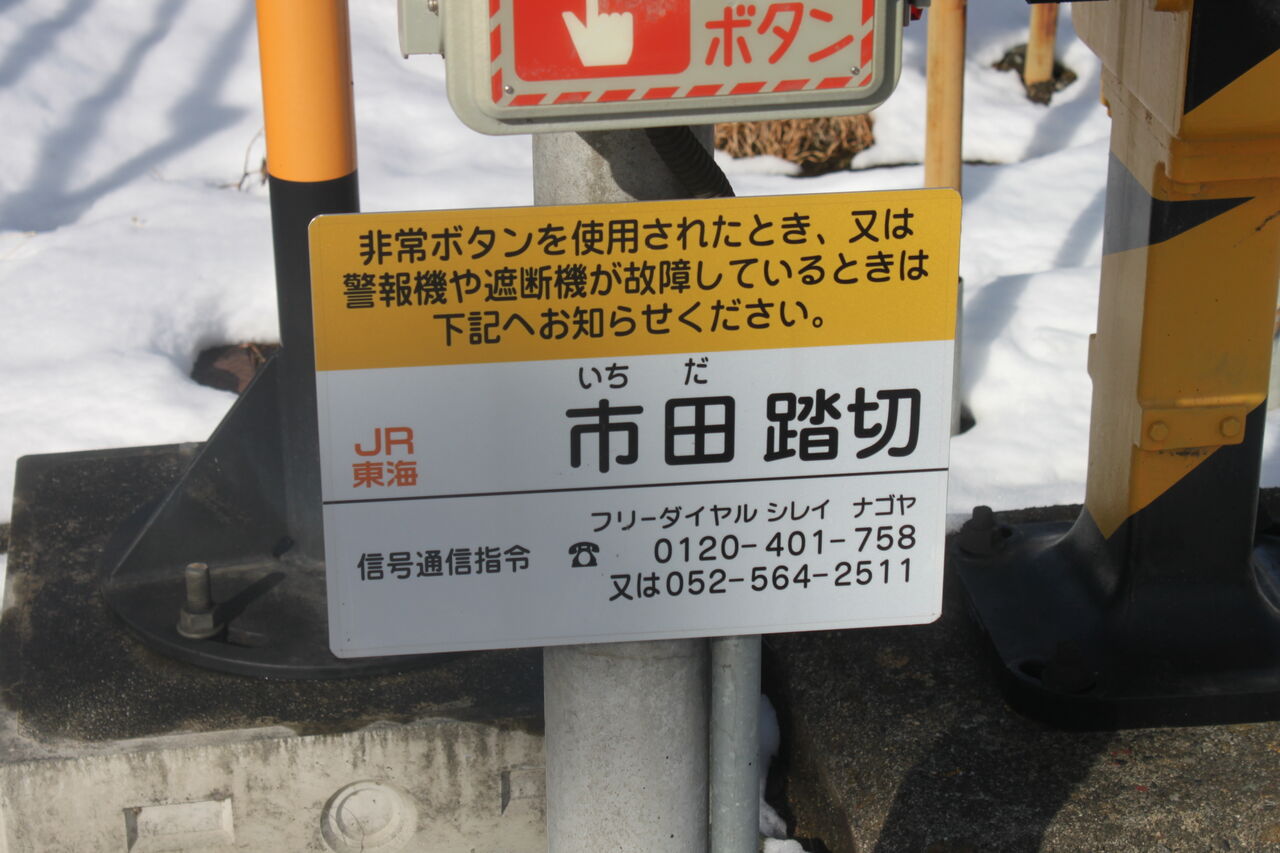 ボタン
非常ボタンを使用されたとき、又は
警報機や遮断機が故障しているときは
下記へお知らせください。
いちだ
市田踏切
JR
東海
フリーダイヤル シレイ ナゴヤ
信号通信指令 ☎ 0120-401-758
又は052-564-2511